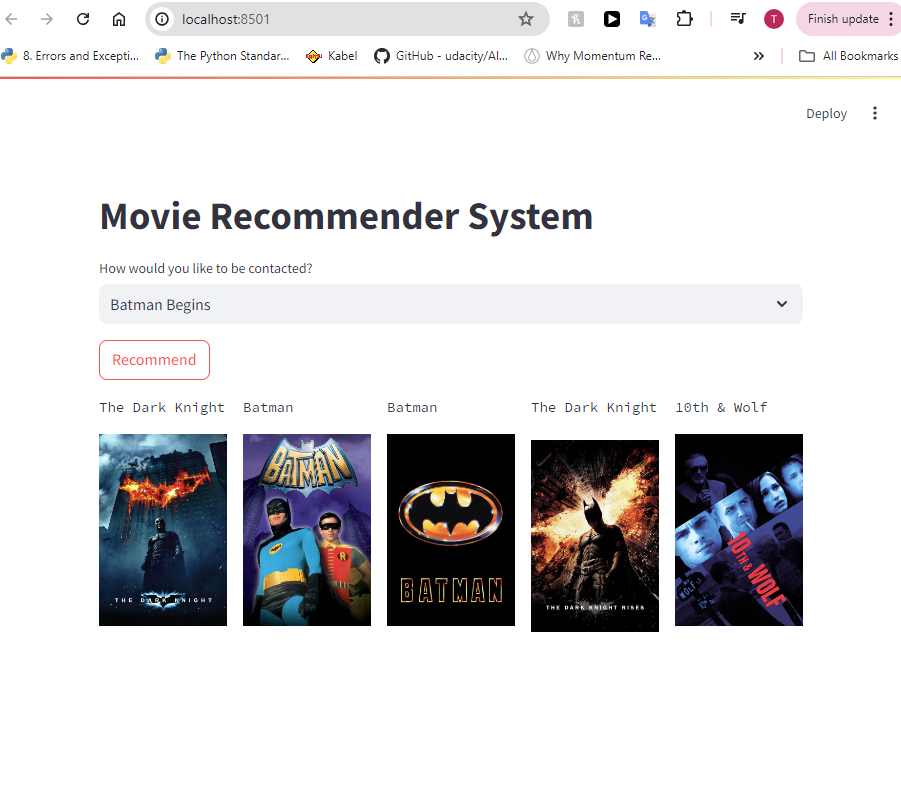 localhost:8501
T
Finish update
8. Errors and Excepti...
The Python Standar...
Kabel
GitHub - udacity/AI...
Why Momentum Re...
»
All Bookmarks
Deploy
Movie Recommender System
How would you like to be contacted?
Batman Begins
Recommend
The Dark Knight
Batman
Batman
The Dark Knight
10th & Wolf
THE DARK KNIGHT
BATMAN
BATMAN
THE DARK KNIGHT RISES
10TH & WOLF